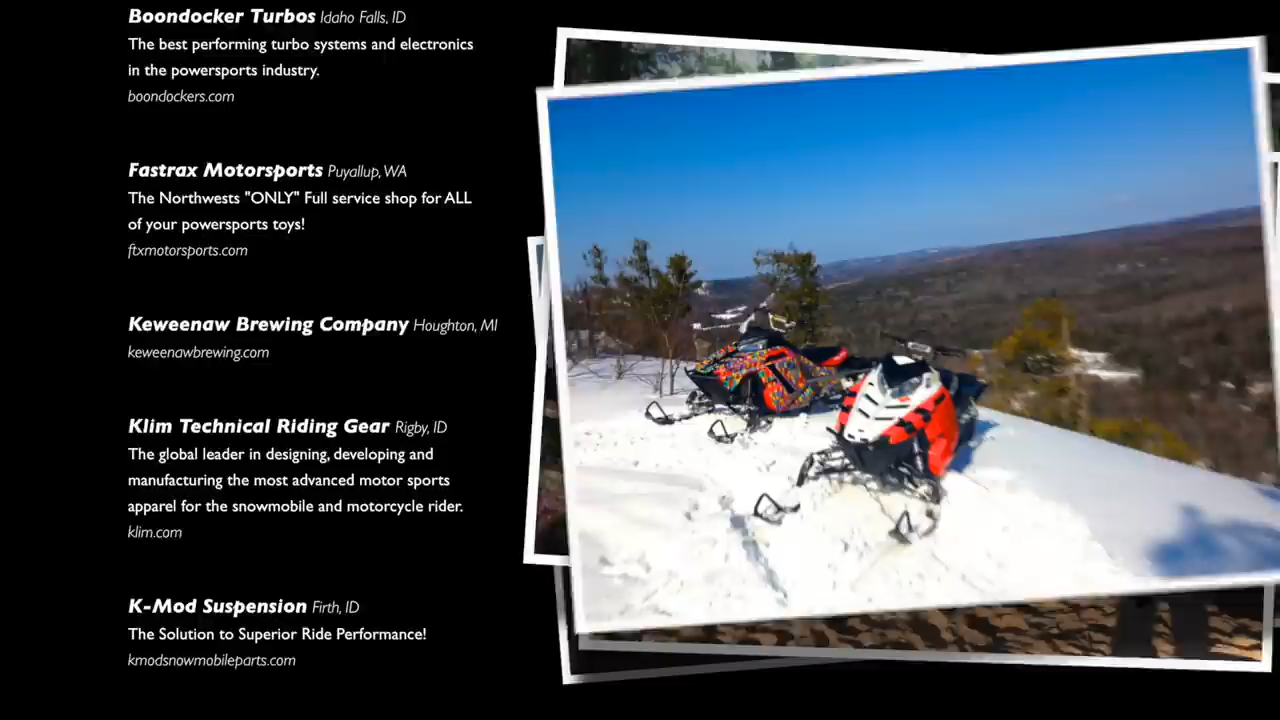 Boondocker Turbos Idaho Falls, ID
The best performing turbo systems and electronics
in the powersports industry.
boondockers.com
Fastrax Motorsports Puyallup, WA
The Northwests "ONLY" Full service shop for ALL
of your powersports toys!
ftxmotorsports.com
Keweenaw Brewing Company Houghton, MI
keweenawbrewing.com
Klim Technical Riding Gear Rigby, ID
The global leader in designing, developing and
manufacturing the most advanced motor sports
apparel for the snowmobile and motorcycle rider.
klim.com
K-Mod Suspension Firth, ID
The Solution to Superior Ride Performance!
kmodsnowmobileparts.com